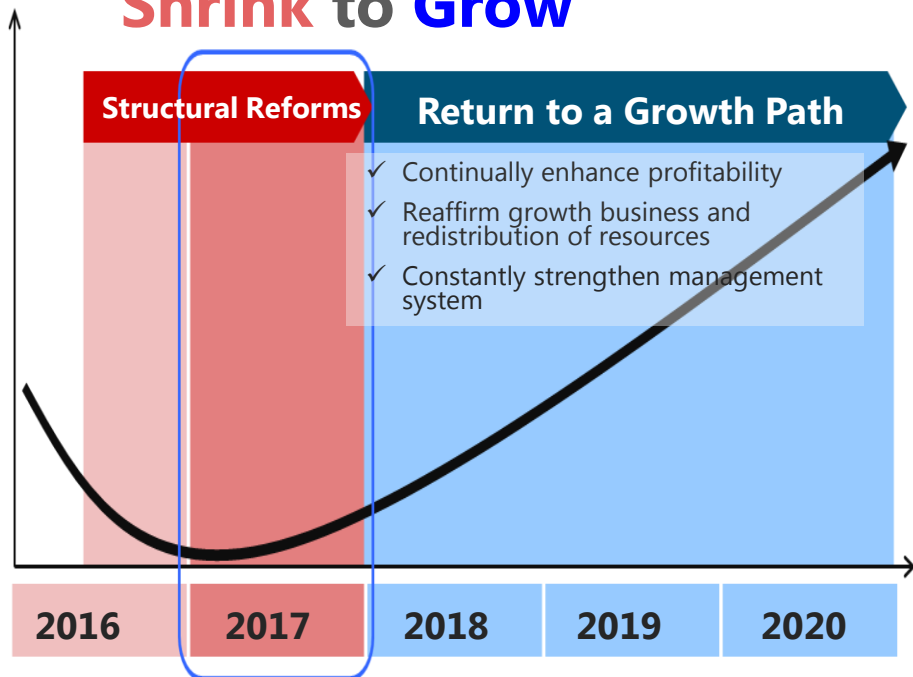 Shrink to Grow
Structural Reforms
Return to a Growth Path
✓ Continually enhance profitability
✓ Reaffirm growth business and
redistribution of resources
✓ Constantly strengthen management
system
2016 2017 2018 2019 2020